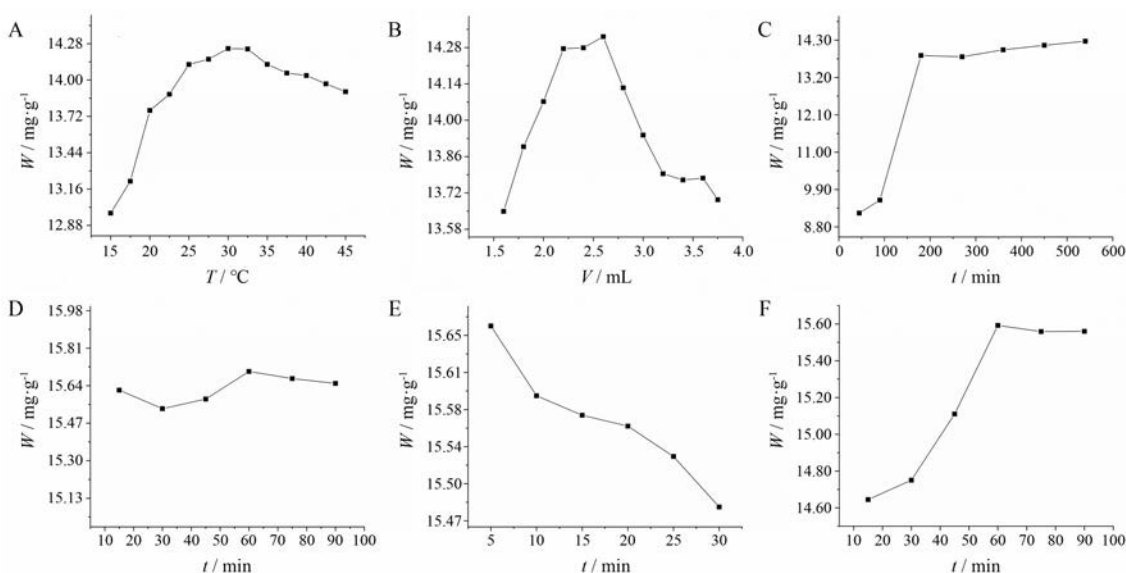 A
W / mg·g⁻¹
14.28
14.00
13.72
13.44
13.16
12.88
15 20 25 30 35 40 45
T / °C
B
W / mg·g⁻¹
14.28
14.14
14.00
13.86
13.72
13.58
1.5 2.0 2.5 3.0 3.5 4.0
V / mL
C
W / mg·g⁻¹
14.30
13.20
12.10
11.00
9.90
8.80
0 100 200 300 400 500 600
t / min
D
W / mg·g⁻¹
15.98
15.81
15.64
15.47
15.30
15.13
10 20 30 40 50 60 70 80 90 100
t / min
E
W / mg·g⁻¹
15.65
15.61
15.58
15.54
15.50
15.47
5 10 15 20 25 30
t / min
F
W / mg·g⁻¹
15.60
15.40
15.20
15.00
14.80
14.60
10 20 30 40 50 60 70 80 90 100
t / min